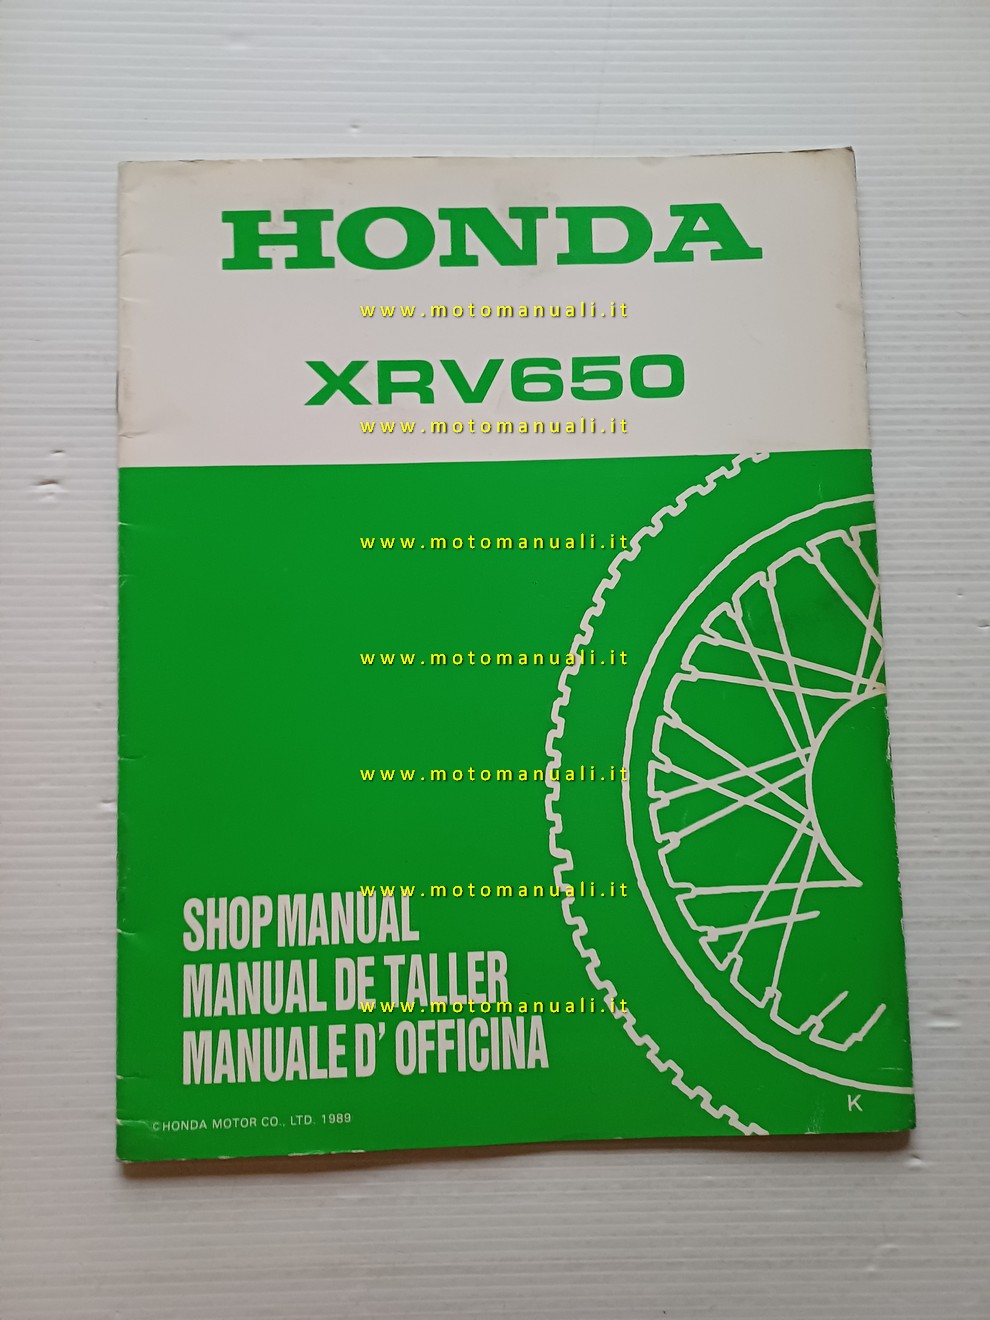 HONDA
www.motomanuali.it
XRV650
www.motomanuali.it
www.motomanuali.it
www.motomanuali.it
www.motomanuali.it
www.motomanuali.it
SHOP MANUAL
MANUAL DE TALLER
www.motomanuali.it
MANUALE D' OFFICINA
K
©HONDA MOTOR CO., LTD. 1989